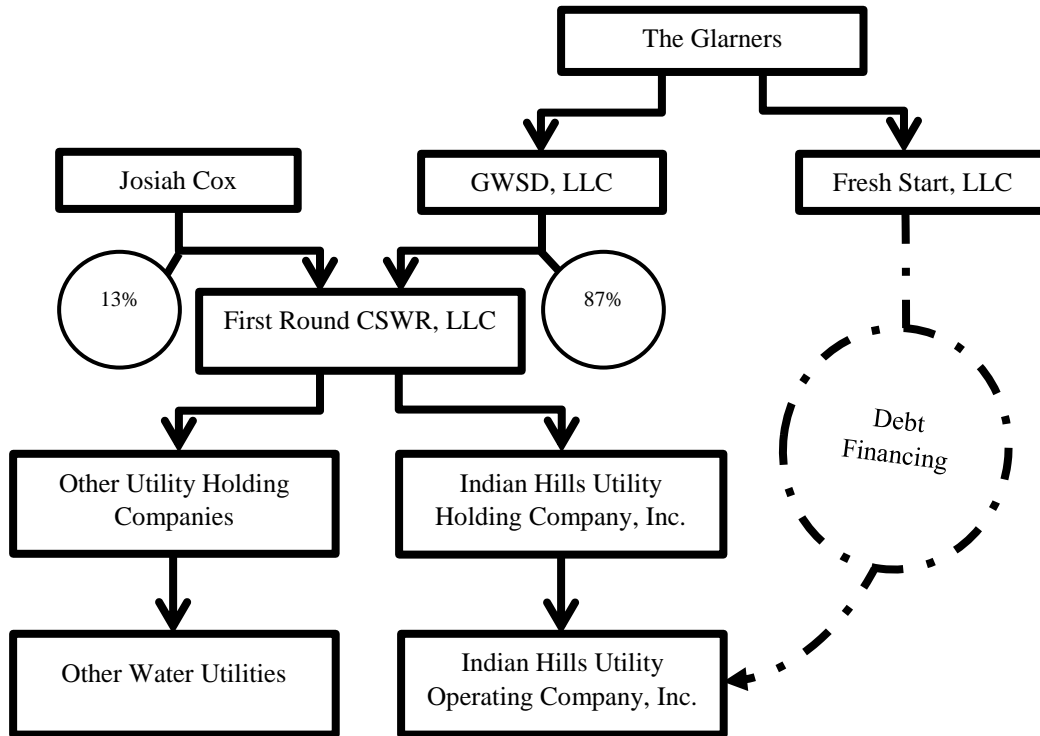 The Glarners
Josiah Cox
GWSD, LLC
Fresh Start, LLC
13%
First Round CSWR, LLC
87%
Debt
Financing
Other Utility Holding
Companies
Indian Hills Utility
Holding Company, Inc.
Other Water Utilities
Indian Hills Utility
Operating Company, Inc.